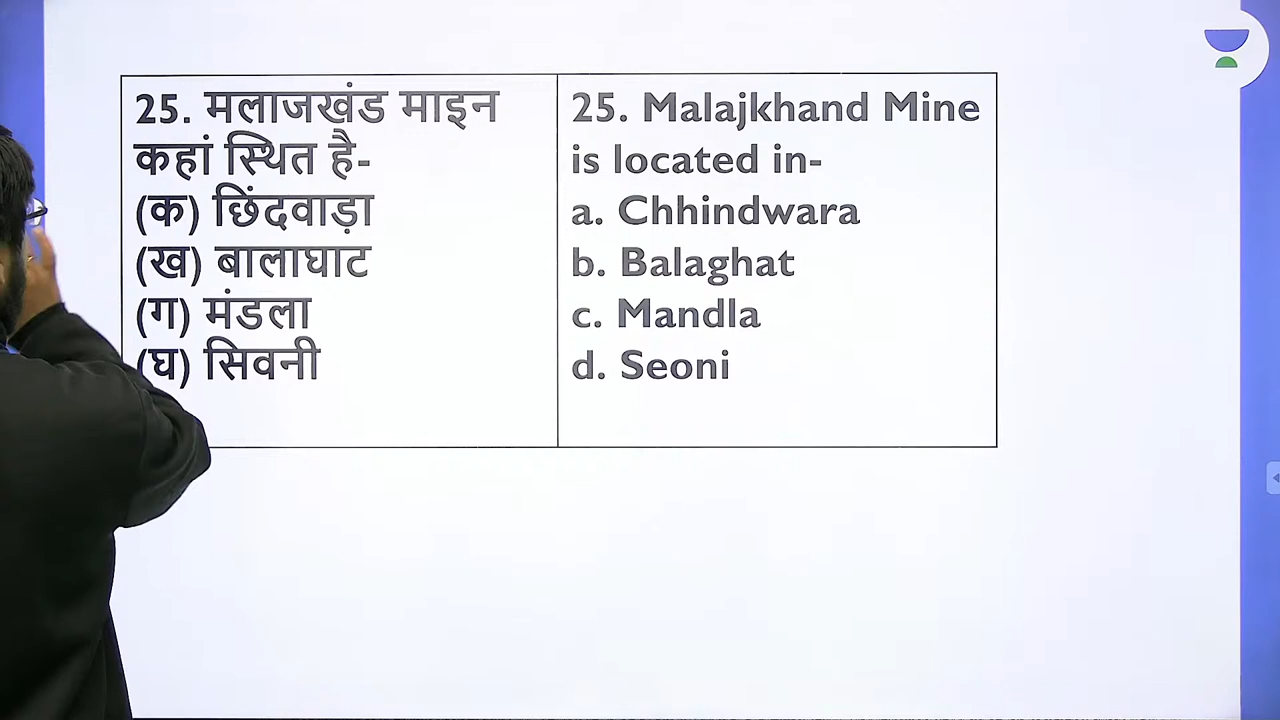 25. मलाजखंड माइन
कहां स्थित है-
(क) छिंदवाड़ा
(ख) बालाघाट
(ग) मंडला
(घ) सिवनी
25. Malajkhand Mine
is located in-
a. Chhindwara
b. Balaghat
c. Mandla
d. Seoni